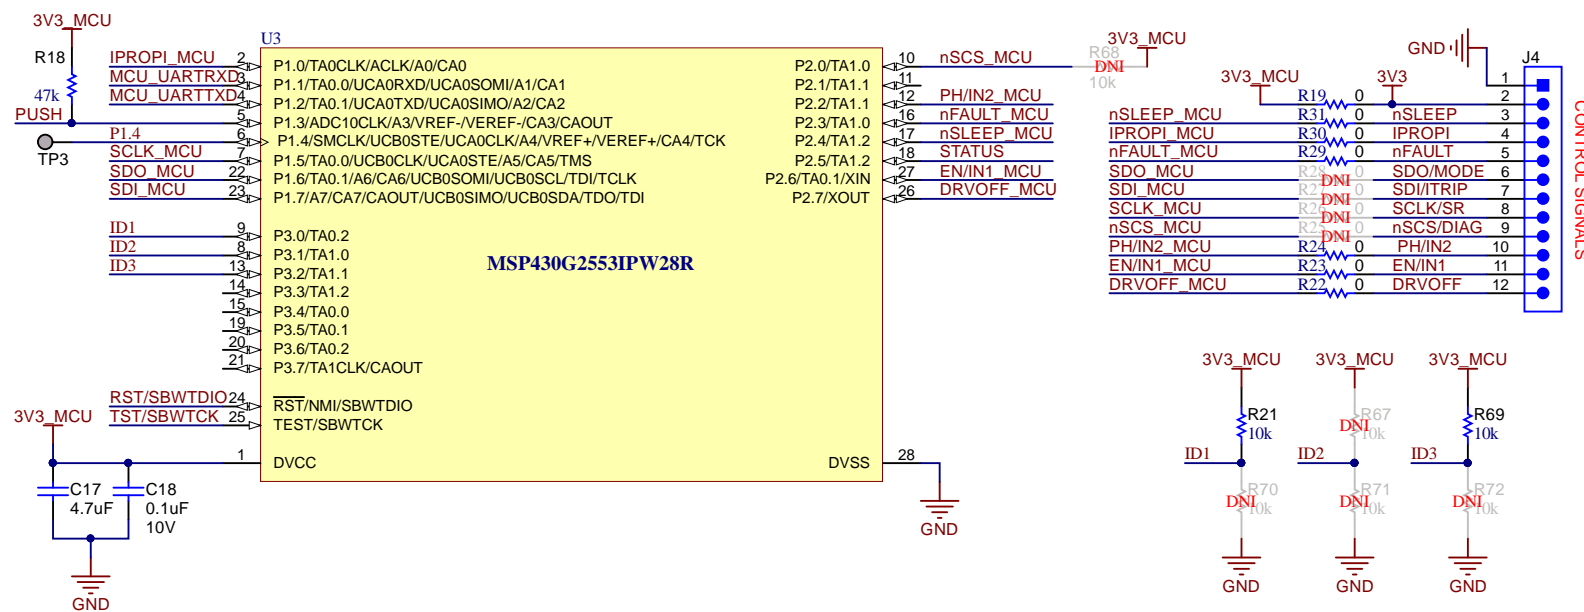 3V3_MCU
R18
47k
PUSH
IPROPI_MCU 2
MCU_UARTRXD 3
MCU_UARTTXD 4
5
P1.4 6
TP3
SCLK_MCU 7
SDO_MCU 22
SDI_MCU 23
ID1 9
ID2 8
ID3 13
14
15
19
20
21
RST/SBWTDIO 24
TST/SBWTCK 25
3V3_MCU
1
C17
4.7uF
C18
0.1uF
10V
GND
U3
P1.0/TA0CLK/ACLK/A0/CA0
P1.1/TA0.0/UCA0RXD/UCA0SOMI/A1/CA1
P1.2/TA0.1/UCA0TXD/UCA0SIMO/A2/CA2
P1.3/ADC10CLK/A3/VREF-/VEREF-/CA3/CAOUT
P1.4/SMCLK/UCB0STE/UCA0CLK/A4/VREF+/VEREF+/CA4/TCK
P1.5/TA0.0/UCB0CLK/UCA0STE/A5/CA5/TMS
P1.6/TA0.1/A6/CA6/UCB0SOMI/UCB0SCL/TDI/TCLK
P1.7/A7/CA7/CAOUT/UCB0SIMO/UCB0SDA/TDO/TDI
P3.0/TA0.2
P3.1/TA1.0
P3.2/TA1.1
P3.3/TA1.2
P3.4/TA0.0
P3.5/TA0.1
P3.6/TA0.2
P3.7/TA1CLK/CAOUT
RST/NMI/SBWTDIO
TEST/SBWTCK
DVCC
MSP430G2553IPW28R
P2.0/TA1.0
P2.1/TA1.1
P2.2/TA1.1
P2.3/TA1.0
P2.4/TA1.2
P2.5/TA1.2
P2.6/TA0.1/XIN
P2.7/XOUT
DVSS
10 nSCS_MCU
11
12 PH/IN2_MCU
16 nFAULT_MCU
17 nSLEEP_MCU
18 STATUS
27 EN/IN1_MCU
26 DRVOFF_MCU
28
GND
R68
DNI
10k
3V3_MCU
GND
J4
CONTROL SIGNALS
1
3V3_MCU R19 0 3V3 2
nSLEEP_MCU R31 0 nSLEEP 3
IPROPI_MCU R30 0 IPROPI 4
nFAULT_MCU R29 0 nFAULT 5
SDO_MCU R28 DNI 0 SDO/MODE 6
SDI_MCU DNI 0 SDI/ITRIP 7
SCLK_MCU R26 DNI 0 SCLK/SR 8
nSCS_MCU R25 DNI 0 nSCS/DIAG 9
PH/IN2_MCU R24 0 PH/IN2 10
EN/IN1_MCU R23 0 EN/IN1 11
DRVOFF_MCU R22 0 DRVOFF 12
3V3_MCU
R21
10k
ID1
R70
DNI
10k
GND
3V3_MCU
R67
DNI
10k
ID2
R71
DNI
10k
GND
3V3_MCU
R69
10k
ID3
R72
DNI
10k
GND